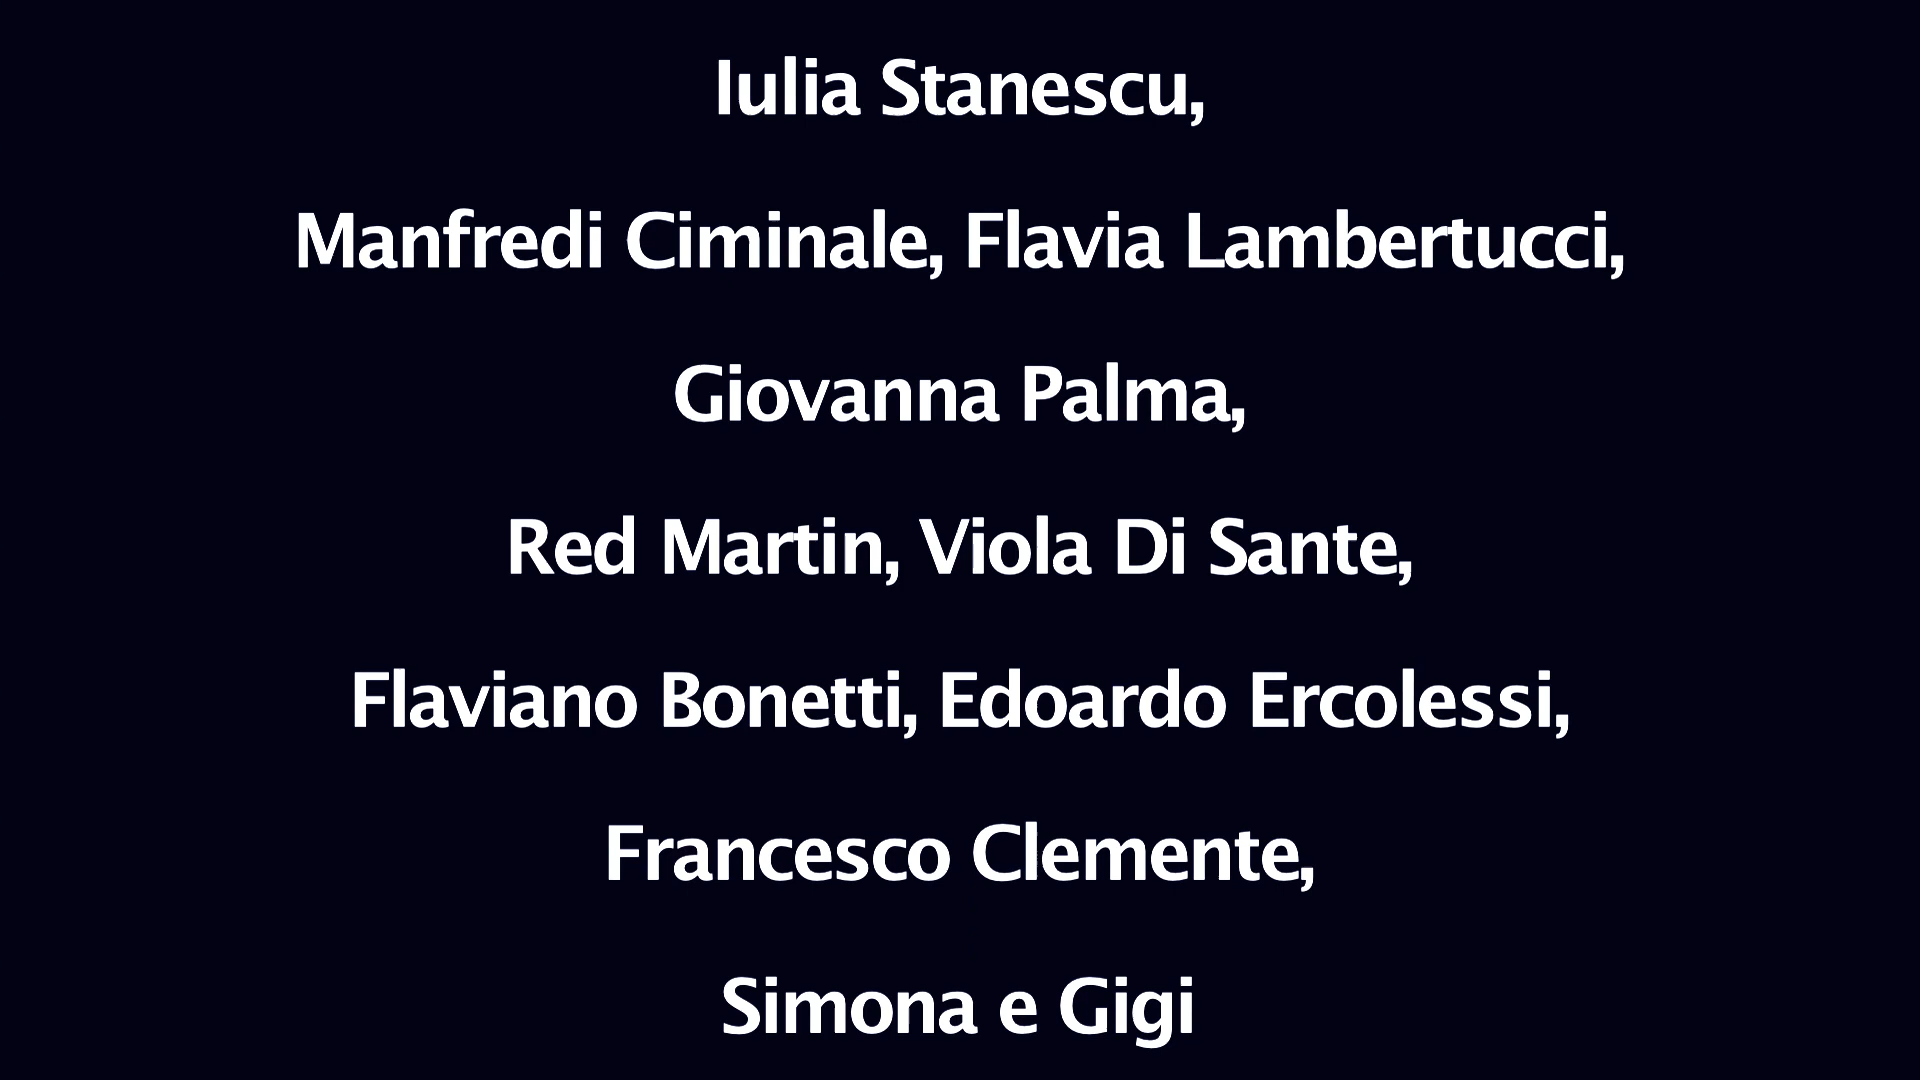 Iulia Stanescu,
Manfredi Ciminale, Flavia Lambertucci,
Giovanna Palma,
Red Martin, Viola Di Sante,
Flaviano Bonetti, Edoardo Ercolessi,
Francesco Clemente,
Simona e Gigi